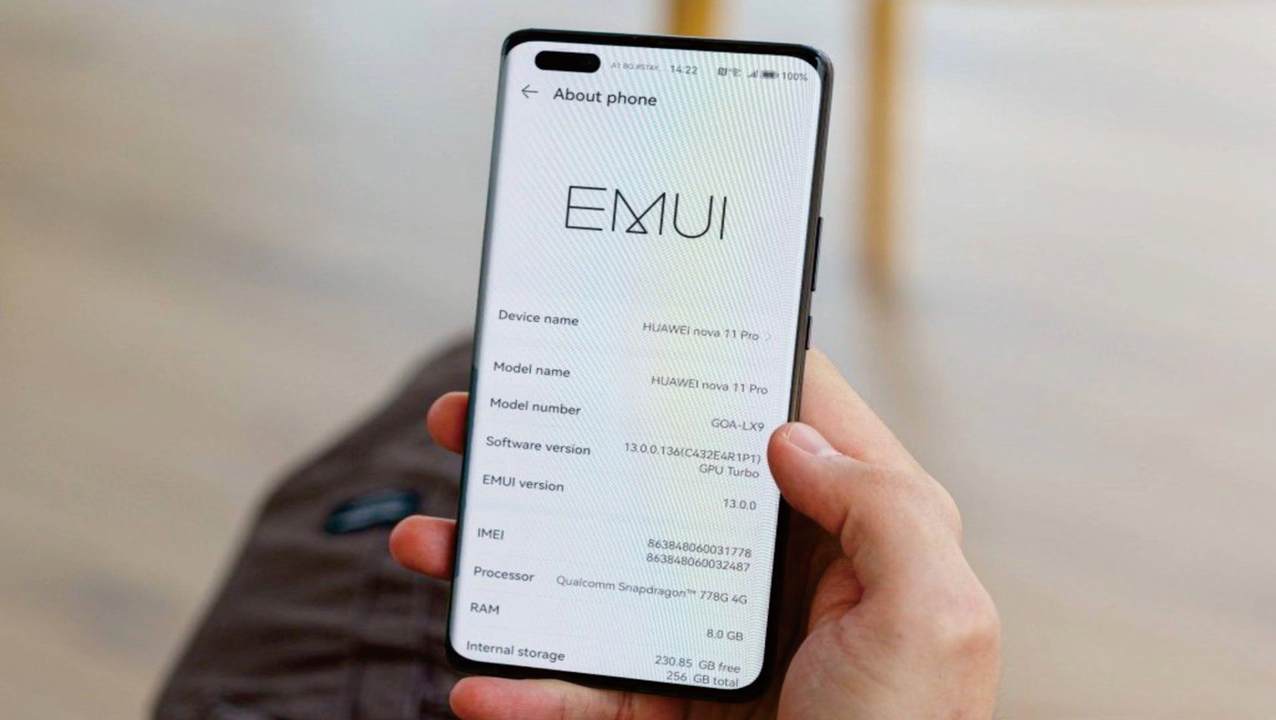 A1 BG #STAY.. 14:22 100%
About phone
EMUI
Device name HUAWEI nova 11 Pro
Model name HUAWEI nova 11 Pro
Model number GOA-LX9
Software version 13.0.0.136(C432E4R1P1)
GPU Turbo
EMUI version 13.0.0
IMEI 863848060031778
863848060032487
Processor Qualcomm Snapdragon™ 778G 4G
RAM 8.0 GB
Internal storage 230.85 GB free
256 GB total